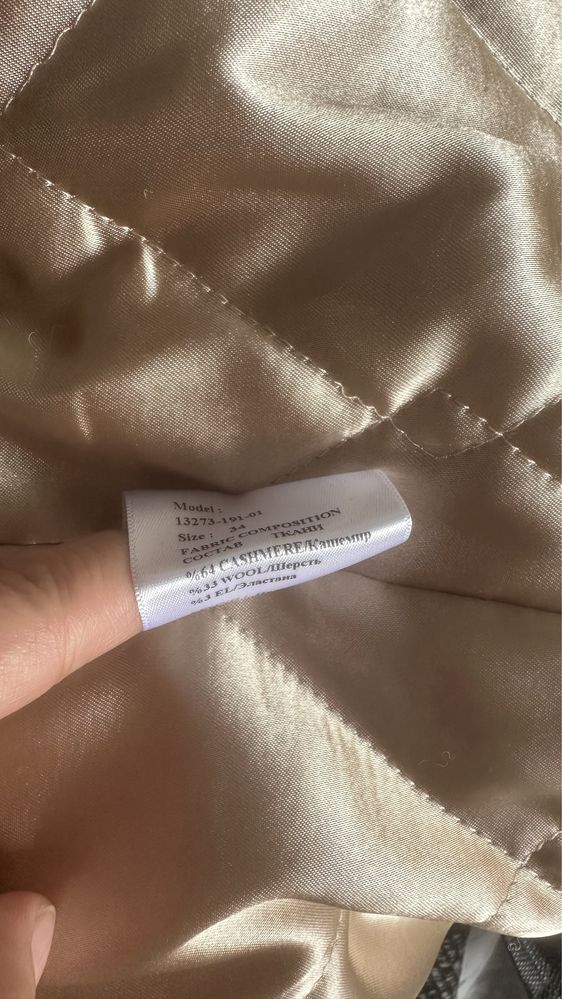 Model :
13273-191-01
Size : 34
FABRIC COMPOSITION
СОСТАВ ТКАНИ
%64 CASHMERE/Кашемир
%33 WOOL/Шерсть
%3 EL/Эластана